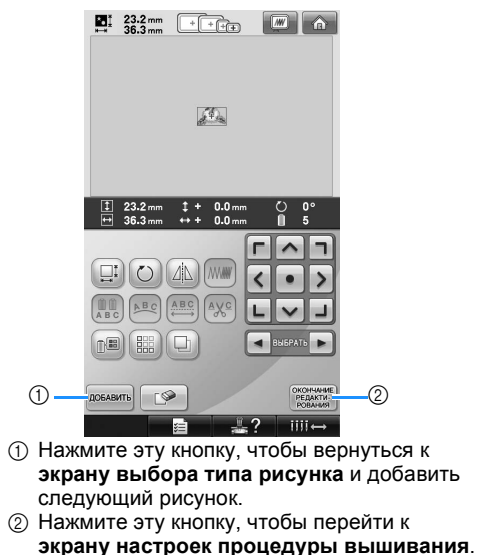 23.2 mm
36.3 mm
23.2 mm + 0.0 mm 0°
36.3 mm + 0.0 mm 5
A B C
A B C
A B C
A C
ВЫБРАТЬ
① ДОБАВИТЬ
ОКОНЧАНИЕ
РЕДАКТИ-
РОВАНИЯ ②
?
① Нажмите эту кнопку, чтобы вернуться к
экрану выбора типа рисунка и добавить
следующий рисунок.
② Нажмите эту кнопку, чтобы перейти к
экрану настроек процедуры вышивания.